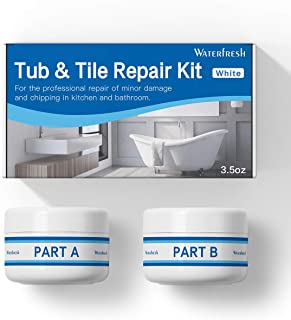 WATERFRESH
Tub & Tile Repair Kit
White
For the professional repair of minor damage
and chipping in kitchen and bathroom.
3.5oz
PART A
PART B